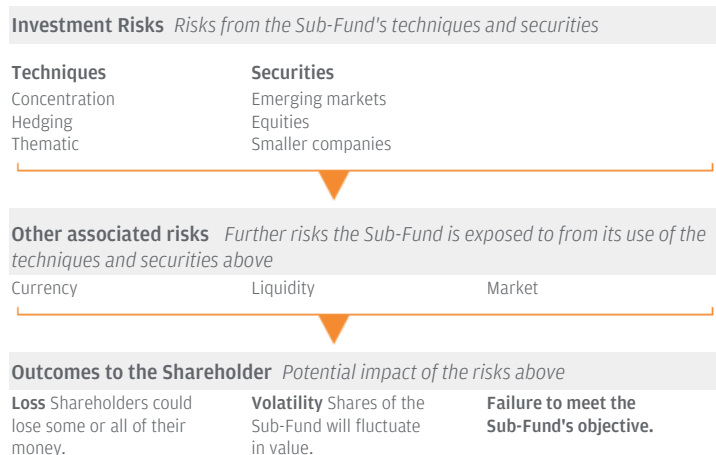 Investment Risks Risks from the Sub-Fund's techniques and securities
Techniques
Concentration
Hedging
Thematic
Securities
Emerging markets
Equities
Smaller companies
Other associated risks Further risks the Sub-Fund is exposed to from its use of the
techniques and securities above
Currency
Liquidity
Market
Outcomes to the Shareholder Potential impact of the risks above
Loss Shareholders could
lose some or all of their
money.
Volatility Shares of the
Sub-Fund will fluctuate
in value.
Failure to meet the
Sub-Fund's objective.